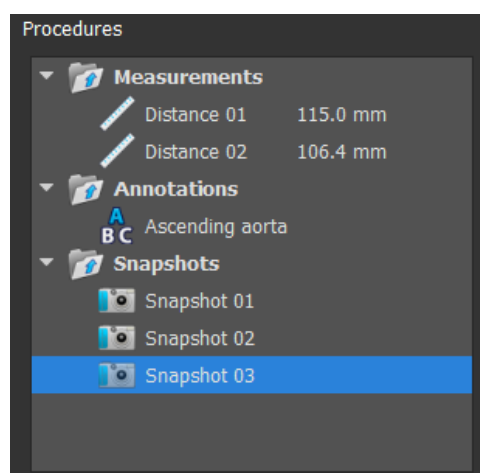 Procedures
Measurements
Distance 01 115.0 mm
Distance 02 106.4 mm
Annotations
A
B C Ascending aorta
Snapshots
Snapshot 01
Snapshot 02
Snapshot 03